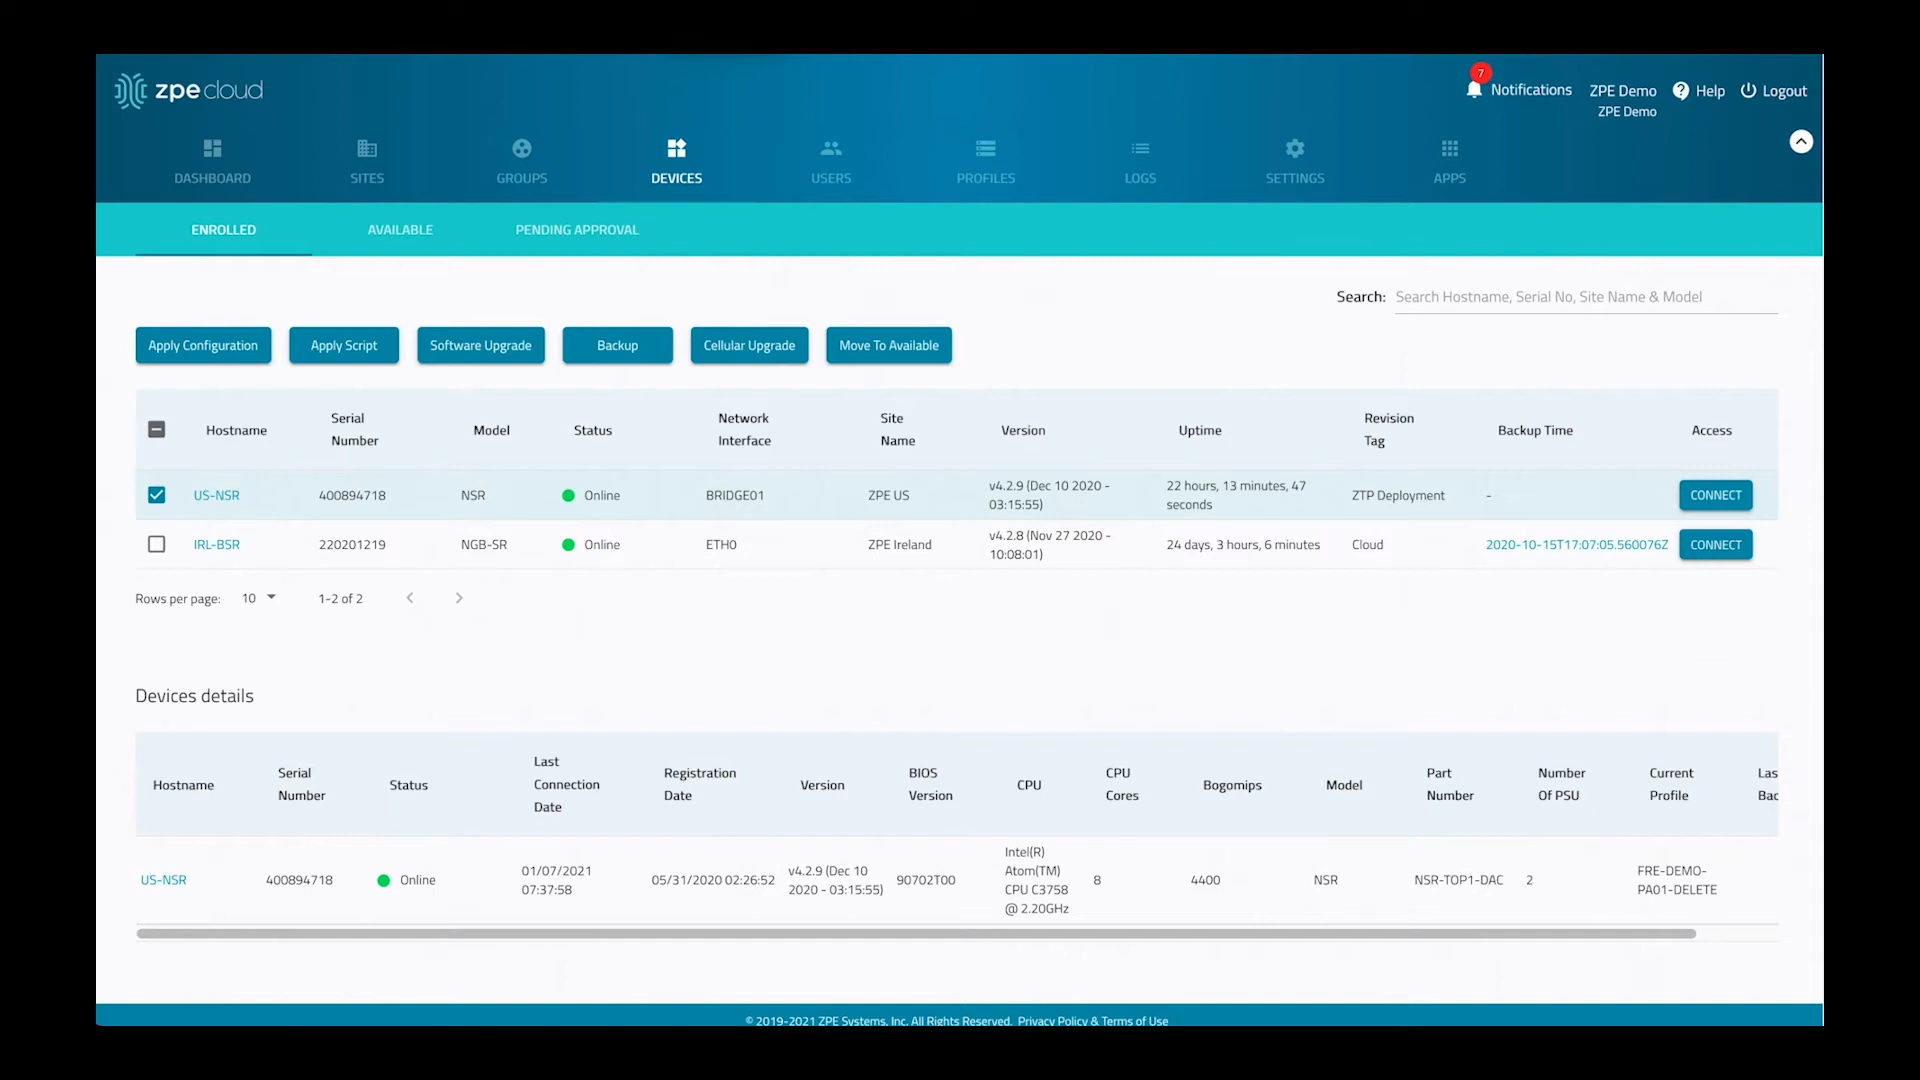 zpe cloud
7
Notifications
ZPE Demo
ZPE Demo
Help
Logout
DASHBOARD
SITES
GROUPS
DEVICES
USERS
PROFILES
LOGS
SETTINGS
APPS
ENROLLED
AVAILABLE
PENDING APPROVAL
Search: Search Hostname, Serial No, Site Name & Model
Apply Configuration
Apply Script
Software Upgrade
Backup
Cellular Upgrade
Move To Available
Hostname
Serial
Number
Model
Status
Network
Interface
Site
Name
Version
Uptime
Revision
Tag
Backup Time
Access
US-NSR
400894718
NSR
Online
BRIDGE01
ZPE US
v4.2.9 (Dec 10 2020 -
03:15:55)
22 hours, 13 minutes, 47
seconds
ZTP Deployment
-
CONNECT
IRL-BSR
220201219
NGB-SR
Online
ETH0
ZPE Ireland
v4.2.8 (Nov 27 2020 -
10:08:01)
24 days, 3 hours, 6 minutes
Cloud
2020-10-15T17:07:05.560076Z
CONNECT
Rows per page: 10
1-2 of 2
Devices details
Hostname
Serial
Number
Status
Last
Connection
Date
Registration
Date
Version
BIOS
Version
CPU
CPU
Cores
Bogomips
Model
Part
Number
Number
Of PSU
Current
Profile
Las
Bac
US-NSR
400894718
Online
01/07/2021
07:37:58
05/31/2020 02:26:52
v4.2.9 (Dec 10
2020 - 03:15:55)
90702T00
Intel(R)
Atom(TM)
CPU C3758
@ 2.20GHz
8
4400
NSR
NSR-TOP1-DAC
2
FRE-DEMO-
PA01-DELETE
© 2019-2021 ZPE Systems, Inc. All Rights Reserved. Privacy Policy & Terms of Use